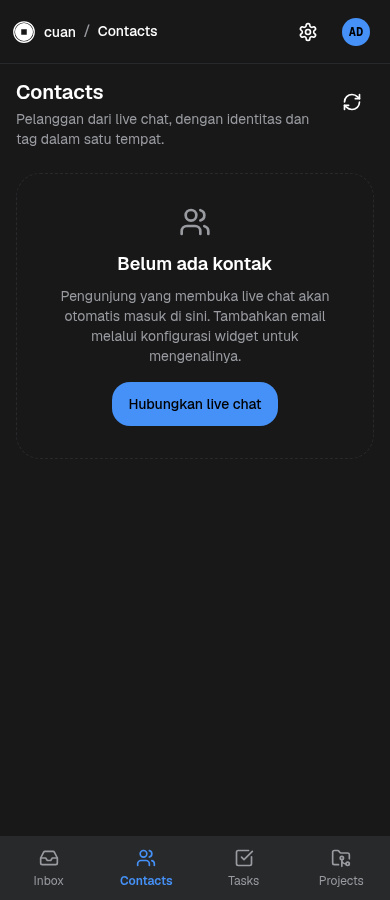 cuan / Contacts
AD
Contacts
Pelanggan dari live chat, dengan identitas dan
tag dalam satu tempat.
Belum ada kontak
Pengunjung yang membuka live chat akan
otomatis masuk di sini. Tambahkan email
melalui konfigurasi widget untuk
mengenalinya.
Hubungkan live chat
Inbox
Contacts
Tasks
Projects